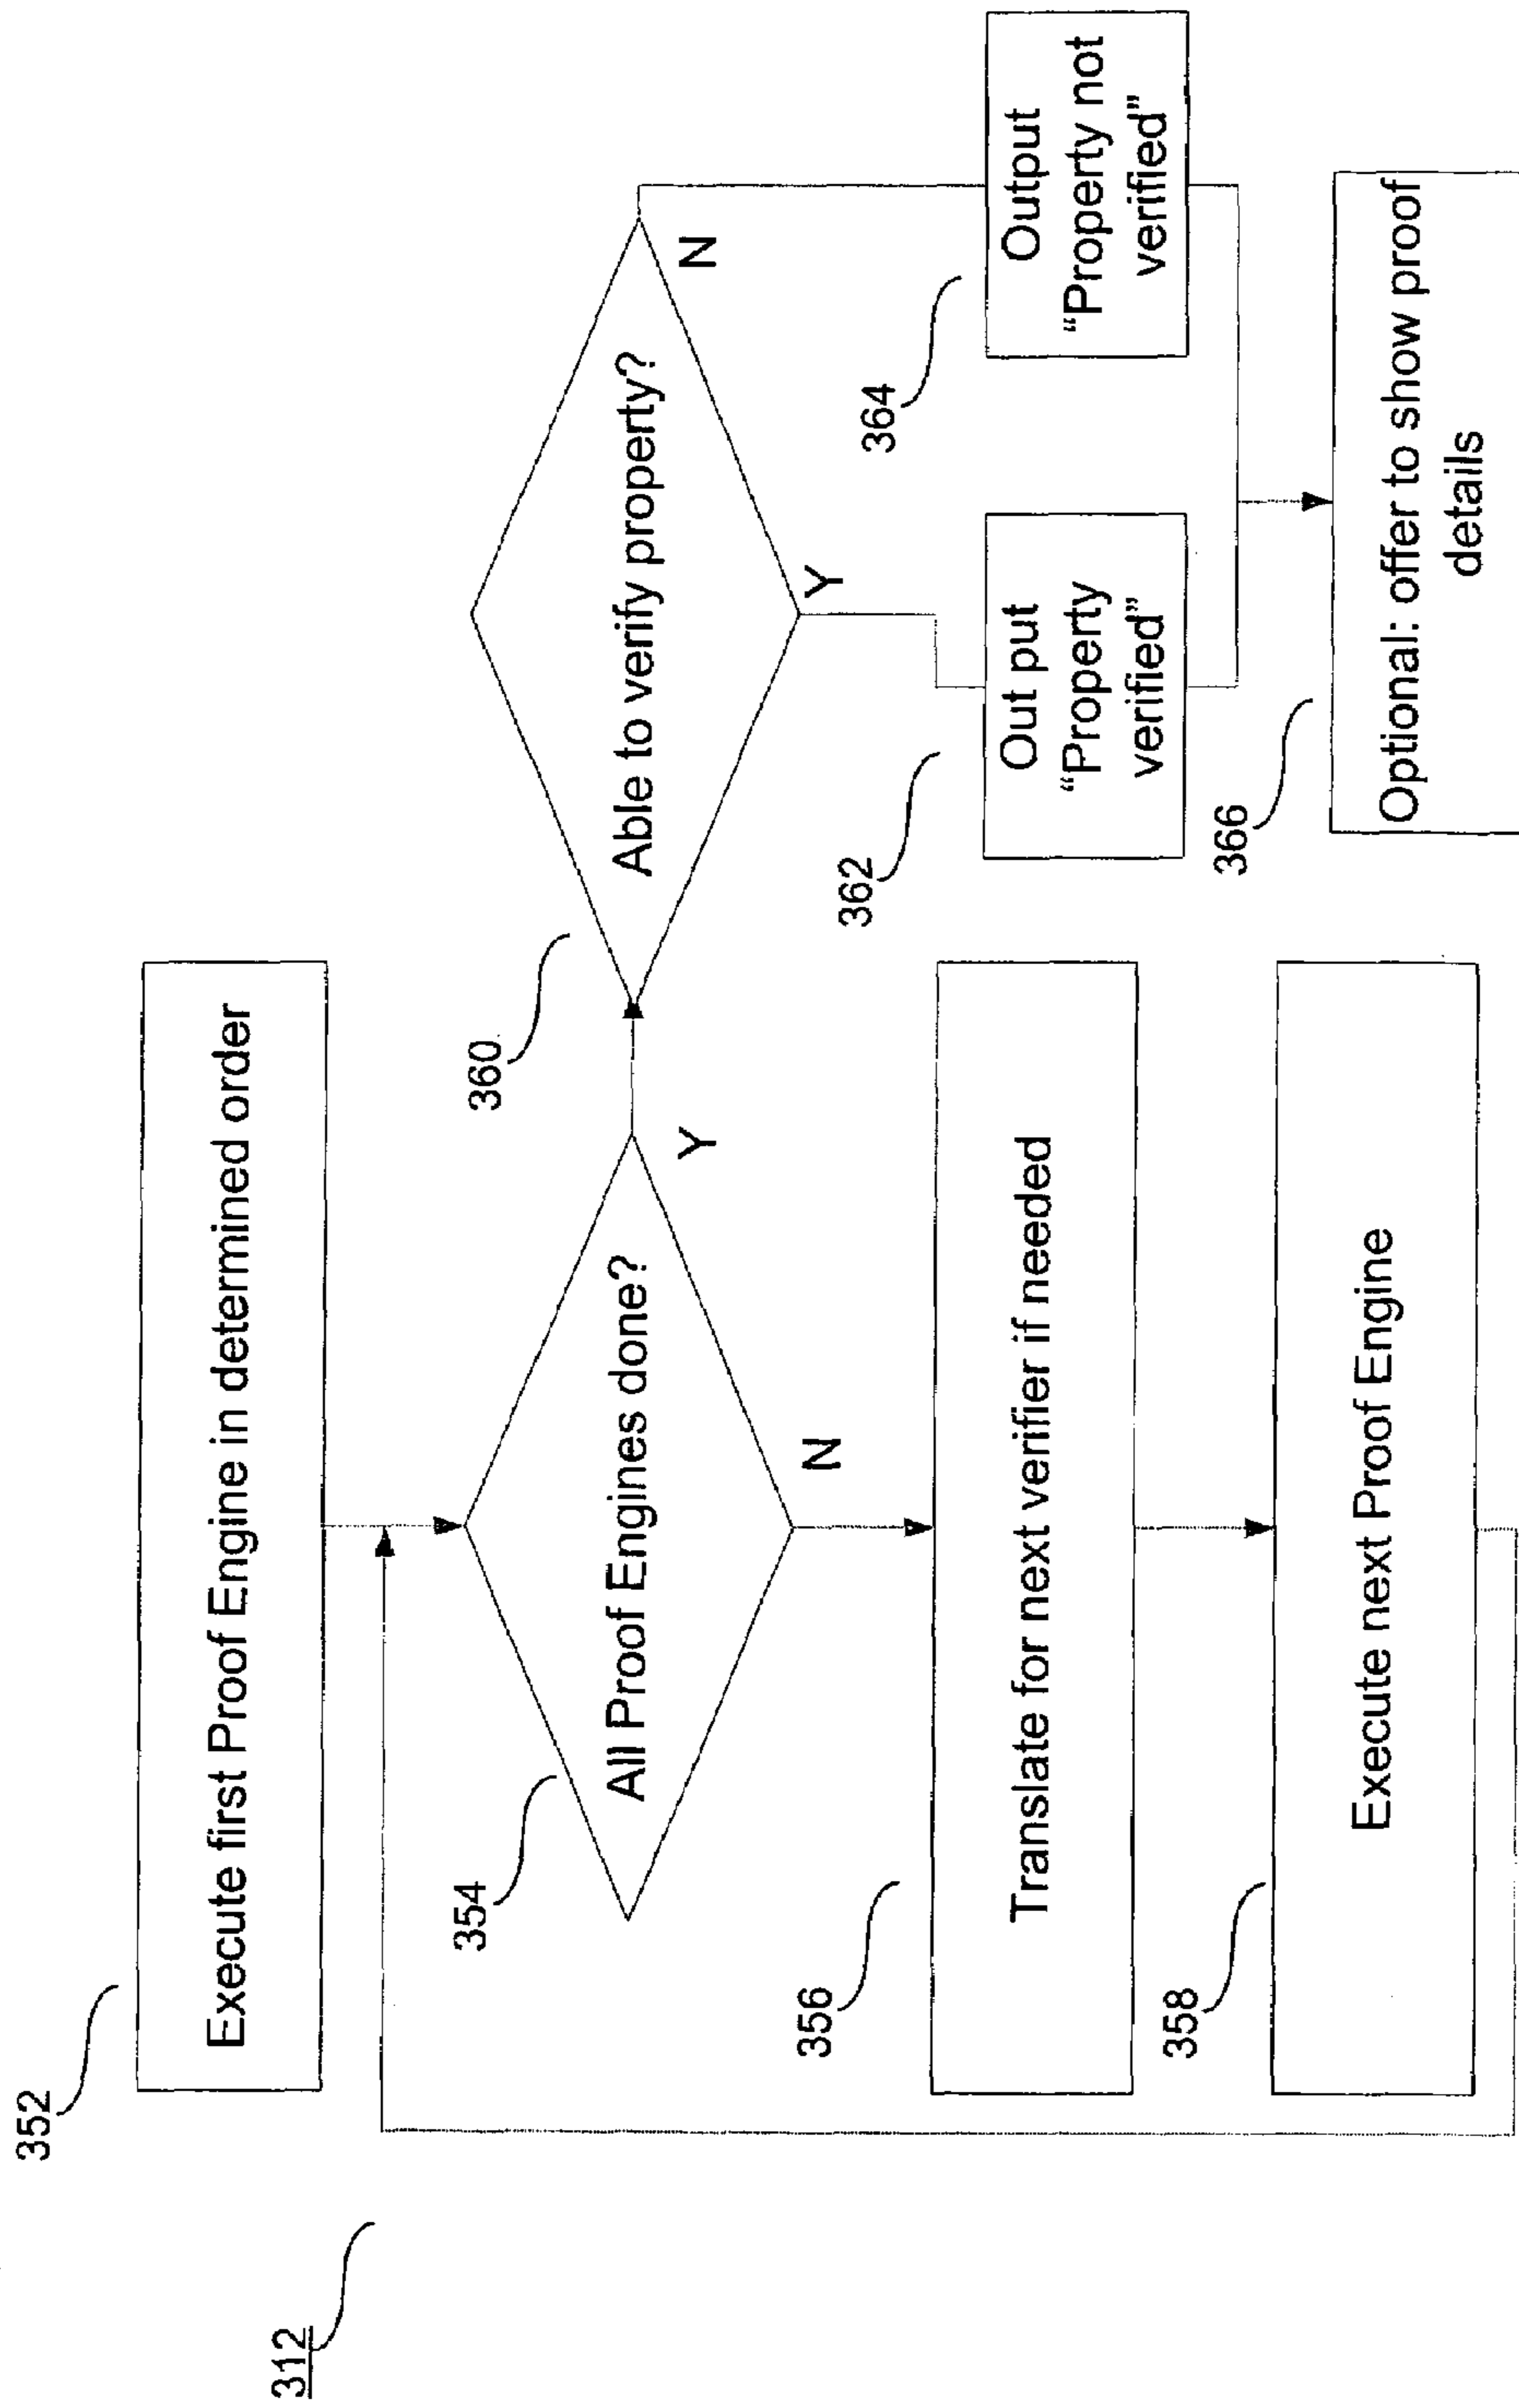 312
352
Execute first Proof Engine in determined order
354
All Proof Engines done?
Y
N
356
Translate for next verifier if needed
358
Execute next Proof Engine
360
Able to verify property?
N
Y
362
Out put
“Property
verified”
364
Output
“Property not
verified”
366
Optional: offer to show proof
details